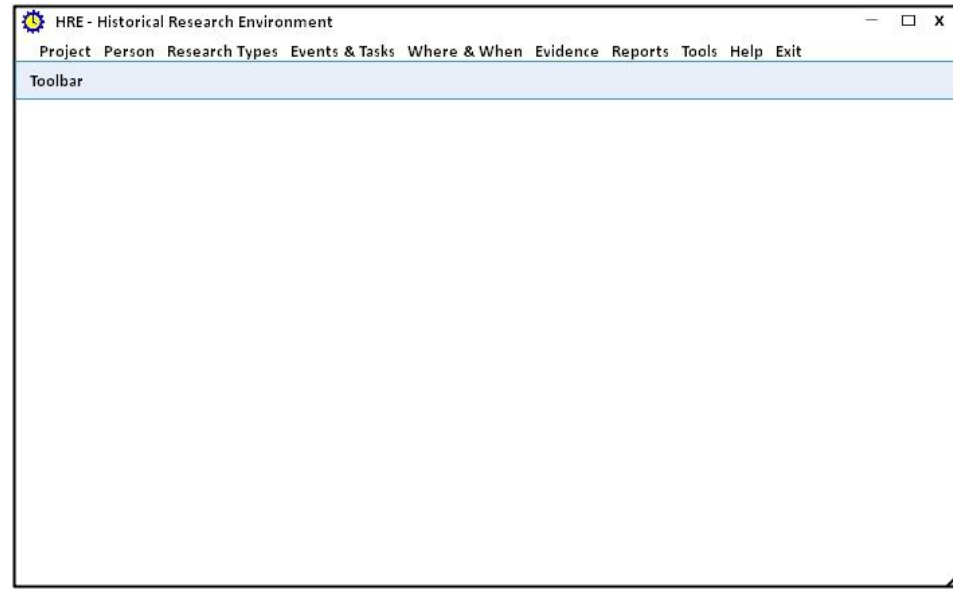 HRE - Historical Research Environment
Project Person Research Types Events & Tasks Where & When Evidence Reports Tools Help Exit
Toolbar